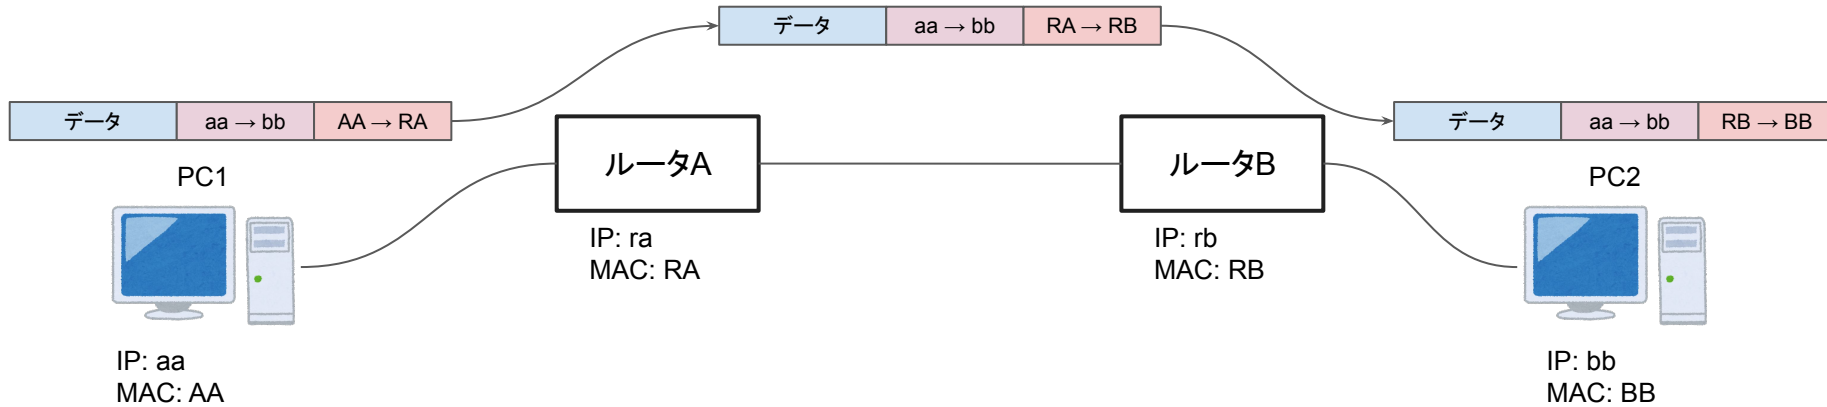 データ aa → bb RA → RB
データ aa → bb AA → RA
データ aa → bb RB → BB
PC1
ルータA
ルータB
PC2
IP: ra
MAC: RA
IP: rb
MAC: RB
IP: aa
MAC: AA
IP: bb
MAC: BB